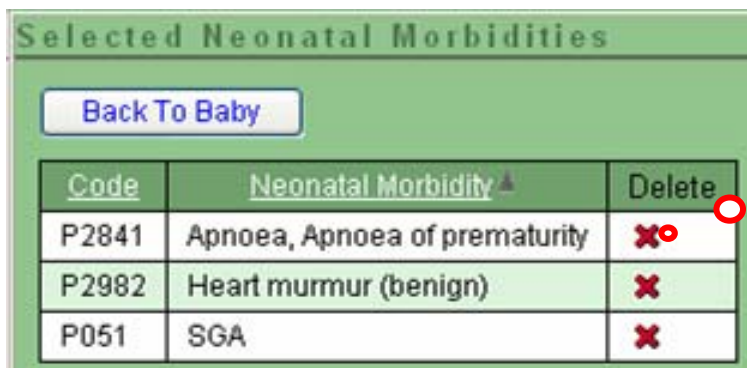 Selected Neonatal Morbidities
Back To Baby
Code Neonatal Morbidity Delete
P2841 Apnoea, Apnoea of prematurity
P2982 Heart murmur (benign)
P051 SGA